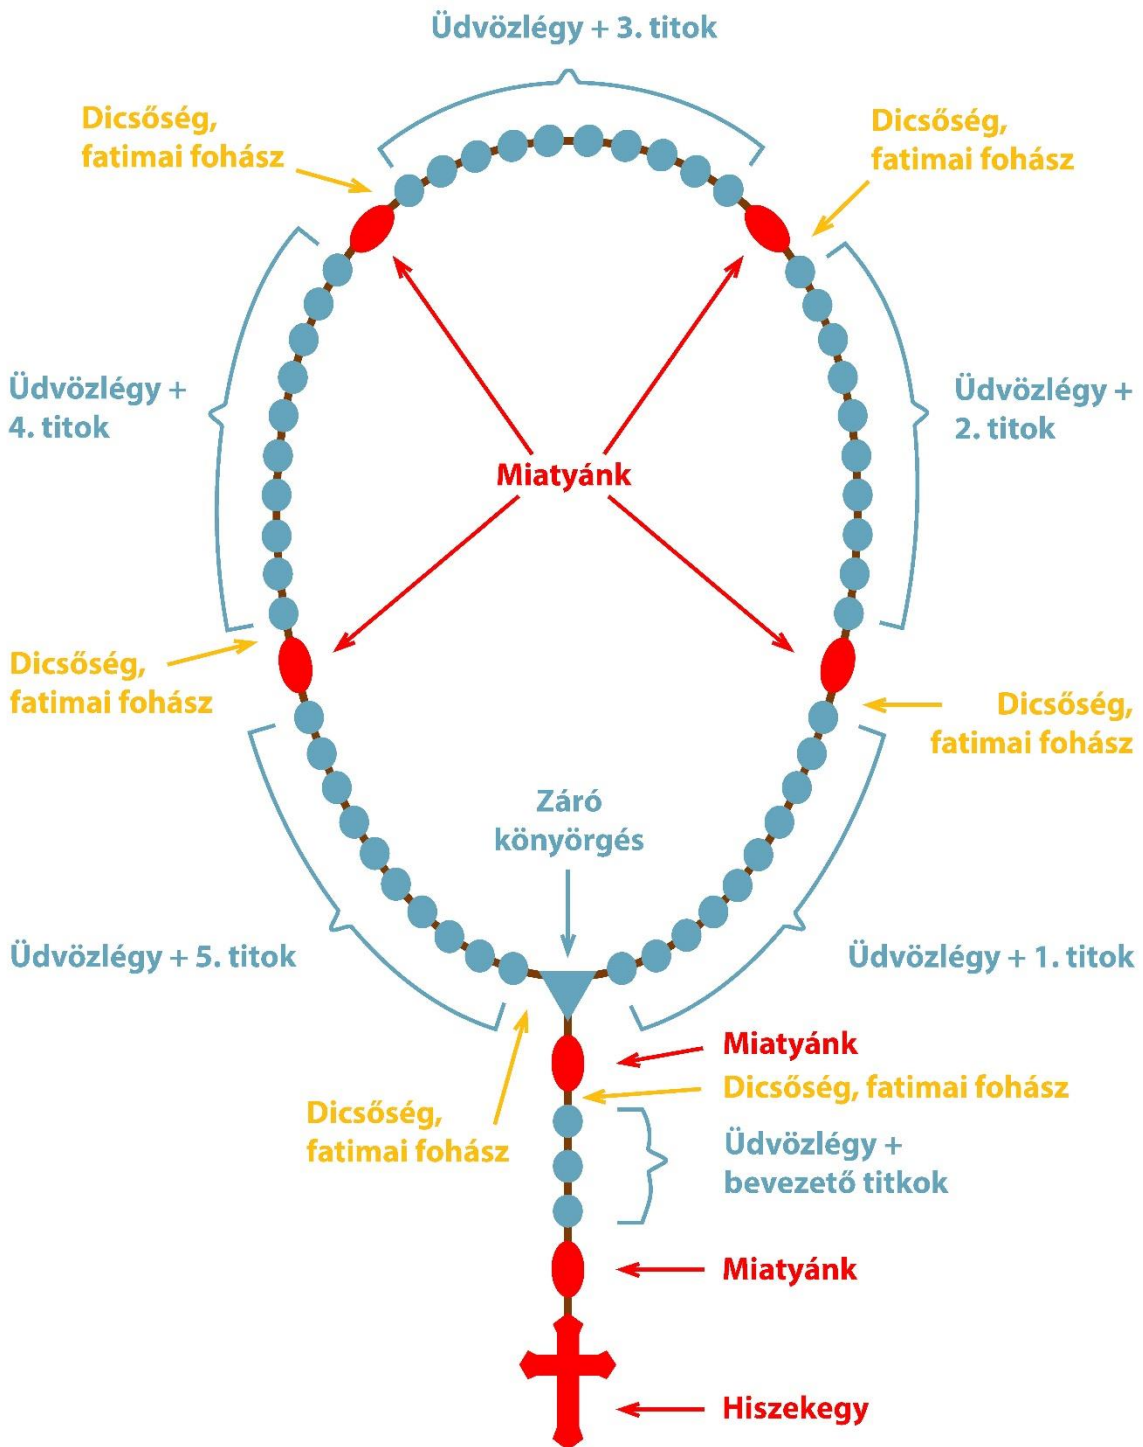 Üdvözlégy + 3. titok
Dicsőség,
fatimai fohász
Dicsőség,
fatimai fohász
Üdvözlégy +
4. titok
Üdvözlégy +
2. titok
Miatyánk
Dicsőség,
fatimai fohász
Dicsőség,
fatimai fohász
Záró
könyörgés
Üdvözlégy + 5. titok
Üdvözlégy + 1. titok
Miatyánk
Dicsőség, fatimai fohász
Dicsőség,
fatimai fohász
Üdvözlégy +
bevezető titkok
Miatyánk
Hiszekegy